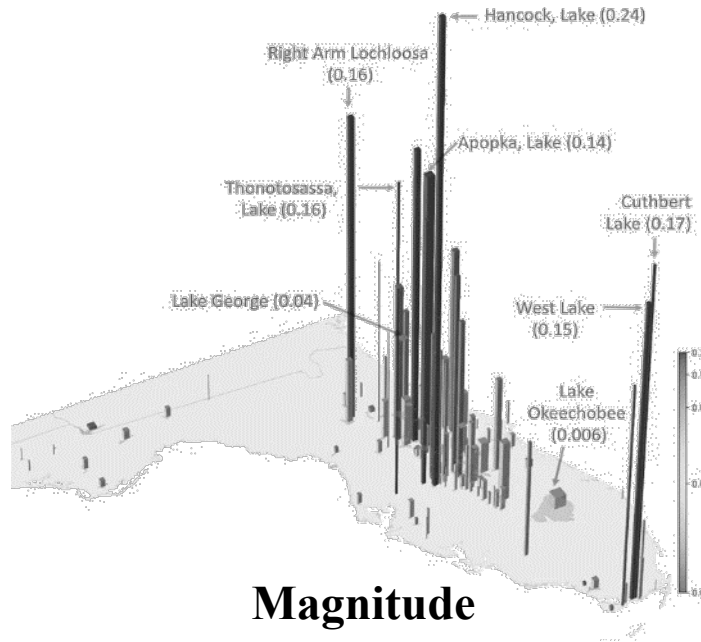 Hancock, Lake (0.24)
Right Arm Lochloosa
(0.16)
Apopka, Lake (0.14)
Thonotosassa,
Lake (0.16)
Cuthbert
Lake (0.17)
Lake George (0.04)
West Lake
(0.15)
Lake
Okeechobee
(0.006)
Magnitude